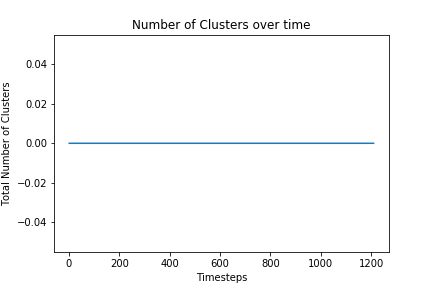 Number of Clusters over time
Total Number of Clusters
0.04
0.02
0.00
−0.02
−0.04
0 200 400 600 800 1000 1200
Timesteps